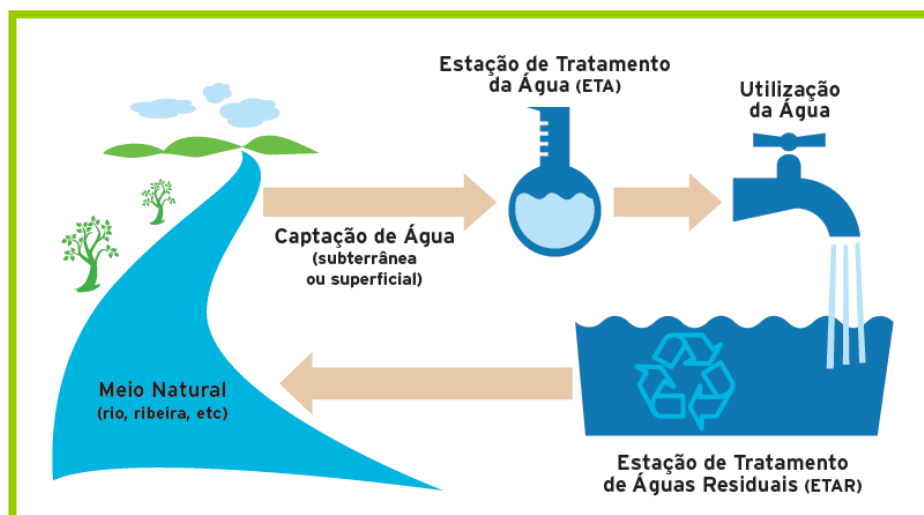 Estação de Tratamento
da Água (ETA)
Utilização
da Água
Captação de Água
(subterrânea
ou superficial)
Meio Natural
(rio, ribeira, etc)
Estação de Tratamento
de Águas Residuais (ETAR)